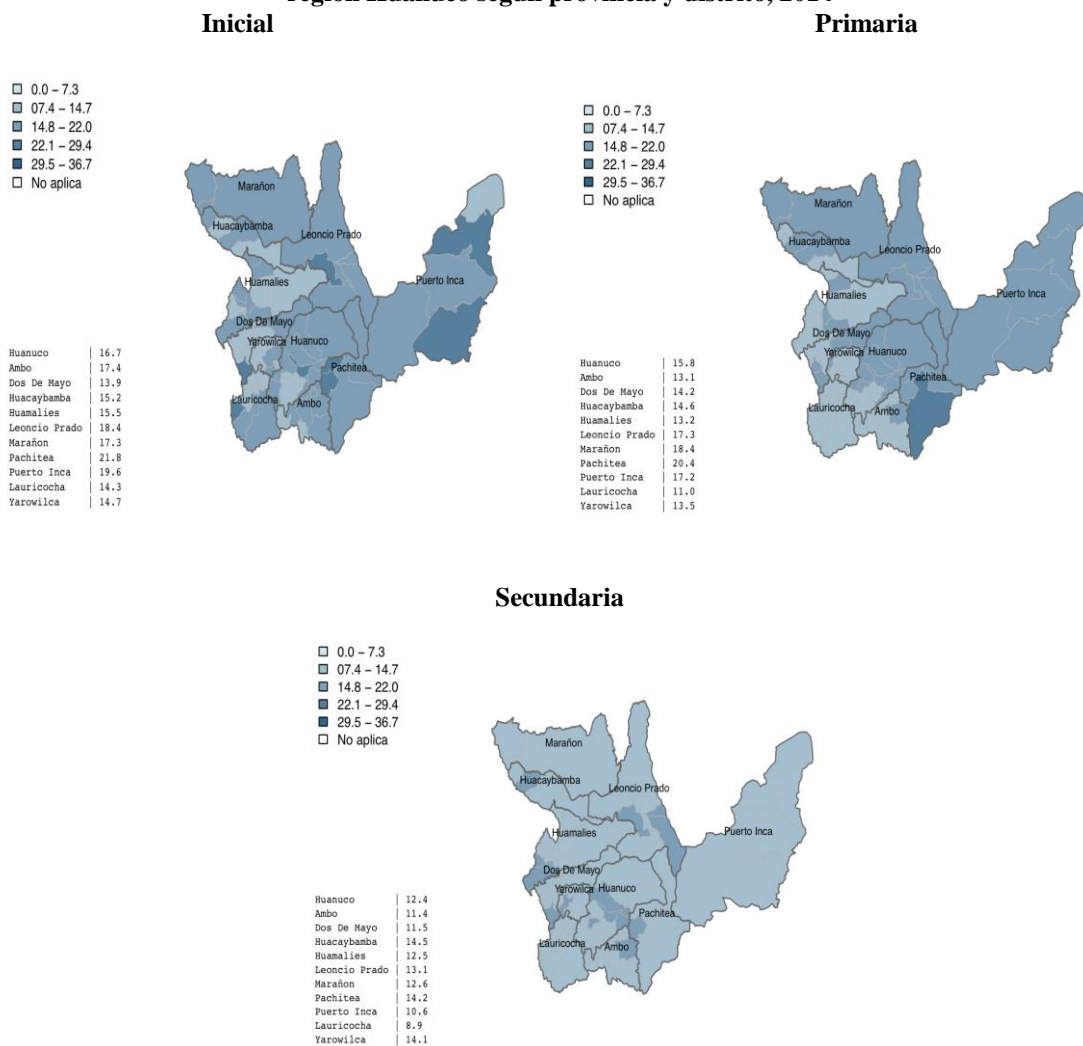 región Huánuco según provincia y distrito, 2014
Inicial
Primaria
0.0 – 7.3
07.4 – 14.7
14.8 – 22.0
22.1 – 29.4
29.5 – 36.7
No aplica
Marañon
Huacaybamba
Leoncio Prado
Huamalies
Puerto Inca
Dos De Mayo
Yarowilca
Huanuco
Pachitea
Lauricocha
Ambo
Huanuco | 16.7
Ambo | 17.4
Dos De Mayo | 13.9
Huacaybamba | 15.2
Huamalies | 15.5
Leoncio Prado | 18.4
Marañon | 17.3
Pachitea | 21.8
Puerto Inca | 19.6
Lauricocha | 14.3
Yarowilca | 14.7
0.0 – 7.3
07.4 – 14.7
14.8 – 22.0
22.1 – 29.4
29.5 – 36.7
No aplica
Marañon
Huacaybamba
Leoncio Prado
Huamalies
Puerto Inca
Dos De Mayo
Yarowilca
Huanuco
Pachitea
Lauricocha
Ambo
Huanuco | 15.8
Ambo | 13.1
Dos De Mayo | 14.2
Huacaybamba | 14.6
Huamalies | 13.2
Leoncio Prado | 17.3
Marañon | 18.4
Pachitea | 20.4
Puerto Inca | 17.2
Lauricocha | 11.0
Yarowilca | 13.5
Secundaria
0.0 – 7.3
07.4 – 14.7
14.8 – 22.0
22.1 – 29.4
29.5 – 36.7
No aplica
Marañon
Huacaybamba
Leoncio Prado
Huamalies
Puerto Inca
Dos De Mayo
Yarowilca
Huanuco
Pachitea
Lauricocha
Ambo
Huanuco | 12.4
Ambo | 11.4
Dos De Mayo | 11.5
Huacaybamba | 14.5
Huamalies | 12.5
Leoncio Prado | 13.1
Marañon | 12.6
Pachitea | 14.2
Puerto Inca | 10.6
Lauricocha | 8.9
Yarowilca | 14.1